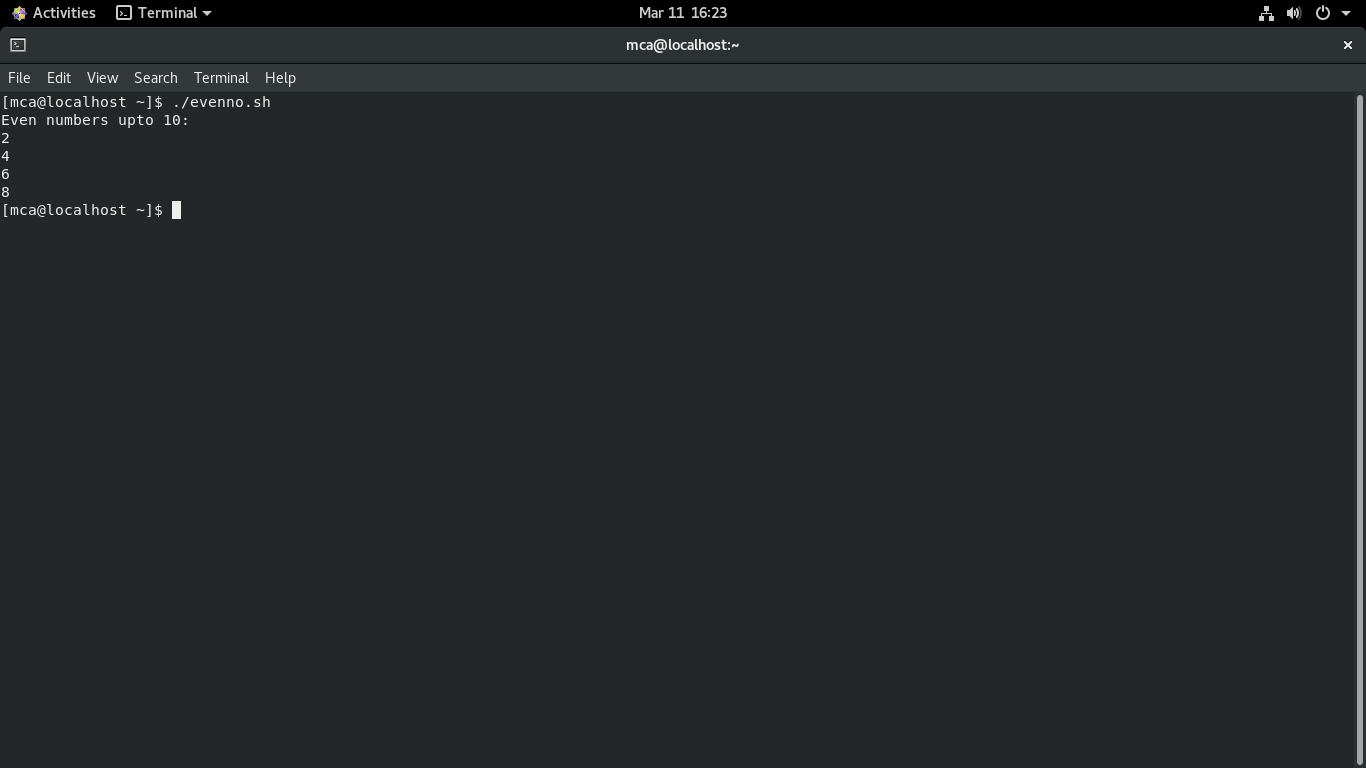 Activities Terminal Mar 11 16:23
mca@localhost:~
File Edit View Search Terminal Help
[mca@localhost ~]$ ./evenno.sh
Even numbers upto 10:
2
4
6
8
[mca@localhost ~]$